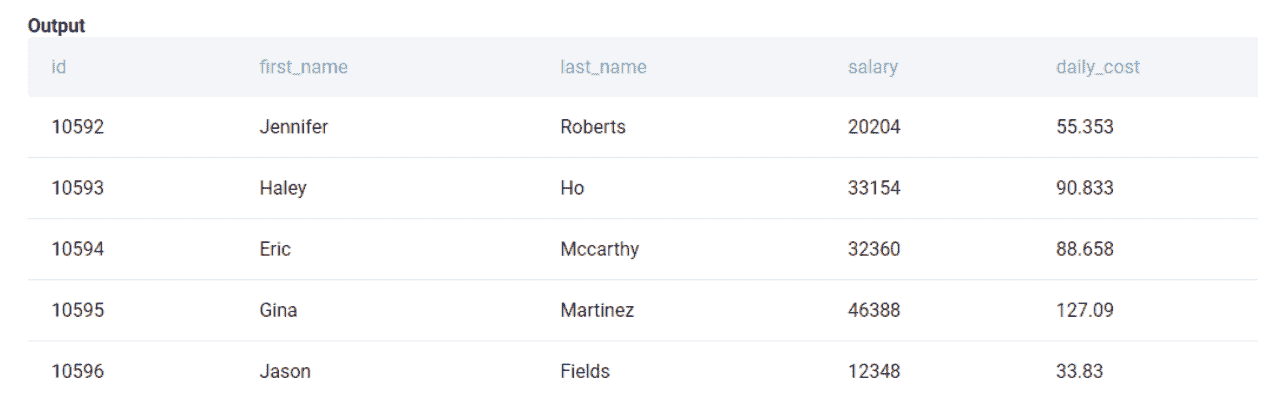 Output
id first_name last_name salary daily_cost
10592 Jennifer Roberts 20204 55.353
10593 Haley Ho 33154 90.833
10594 Eric Mccarthy 32360 88.658
10595 Gina Martinez 46388 127.09
10596 Jason Fields 12348 33.83